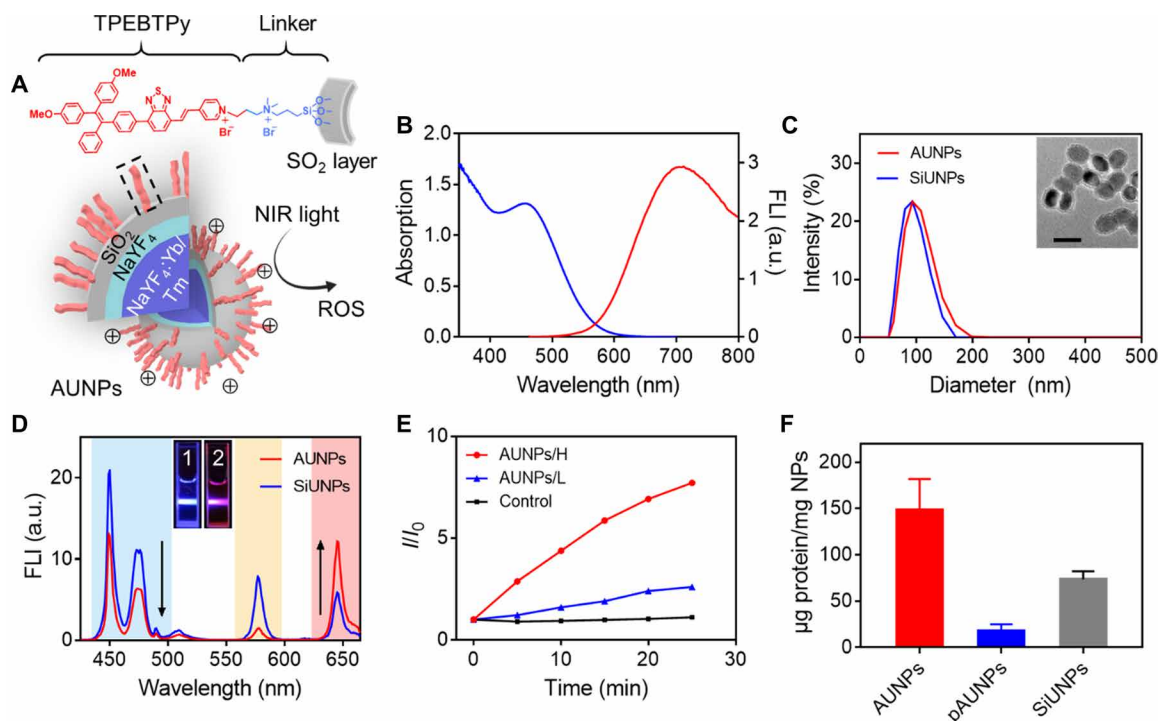 TPEBTPy Linker
A
OMe
MeO
S
N N
N
+
Br-
N
+
Br-
Si
O
O
O
SO2 layer
SiO2
NaYF4
NaYF4:Yb/
Tm
NIR light
ROS
AUNPs
B
Absorption
2.0
1.5
1.0
0.5
0.0
400 500 600 700 800
Wavelength (nm)
3
2
1
0
FLI (a.u.)
C
AUNPs
SiUNPs
Intensity (%)
30
20
10
0
0 100 200 300 400 500
Diameter (nm)
D
1 2
AUNPs
SiUNPs
FLI (a.u.)
20
10
0
450 500 550 600 650
Wavelength (nm)
E
AUNPs/H
AUNPs/L
Control
I/I0
10
5
0
0 10 20 30
Time (min)
F
µg protein/mg NPs
200
150
100
50
0
AUNPs
pAUNPs
SiUNPs